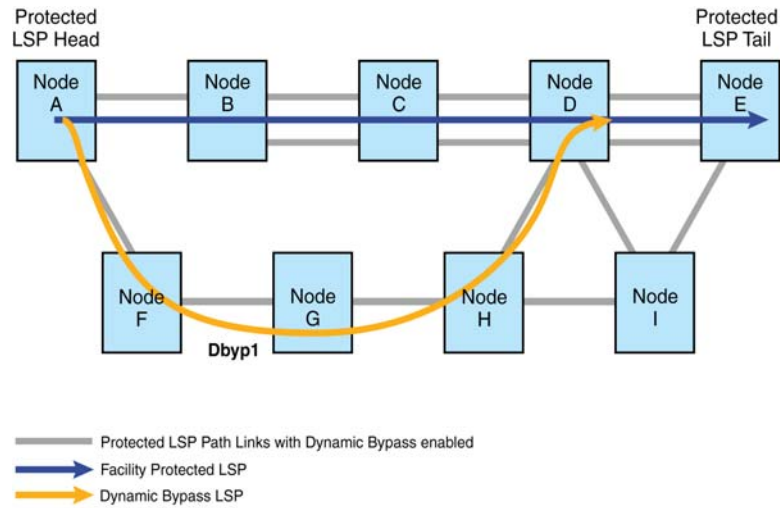 Protected
LSP Head
Protected
LSP Tail
Node
A
Node
B
Node
C
Node
D
Node
E
Node
F
Node
G
Node
H
Node
I
Dbyp1
Protected LSP Path Links with Dynamic Bypass enabled
Facility Protected LSP
Dynamic Bypass LSP